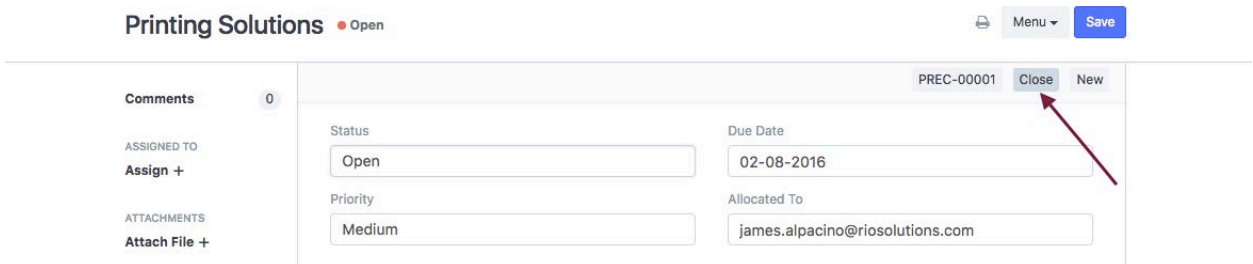 Printing Solutions Open Menu Save
PREC-00001 Close New
Comments 0
Status Due Date
ASSIGNED TO
Open 02-08-2016
Assign +
Priority Allocated To
ATTACHMENTS
Medium james.alpacino@riosolutions.com
Attach File +